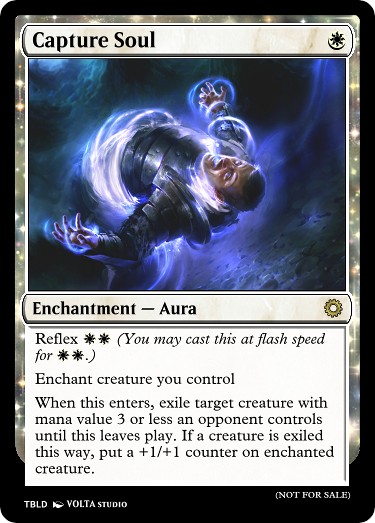 Capture Soul
Enchantment — Aura
Reflex (You may cast this at flash speed
for .)
Enchant creature you control
When this enters, exile target creature with
mana value 3 or less an opponent controls
until this leaves play. If a creature is exiled
this way, put a +1/+1 counter on enchanted
creature.
TBLD VOLTA STUDIO
(NOT FOR SALE)